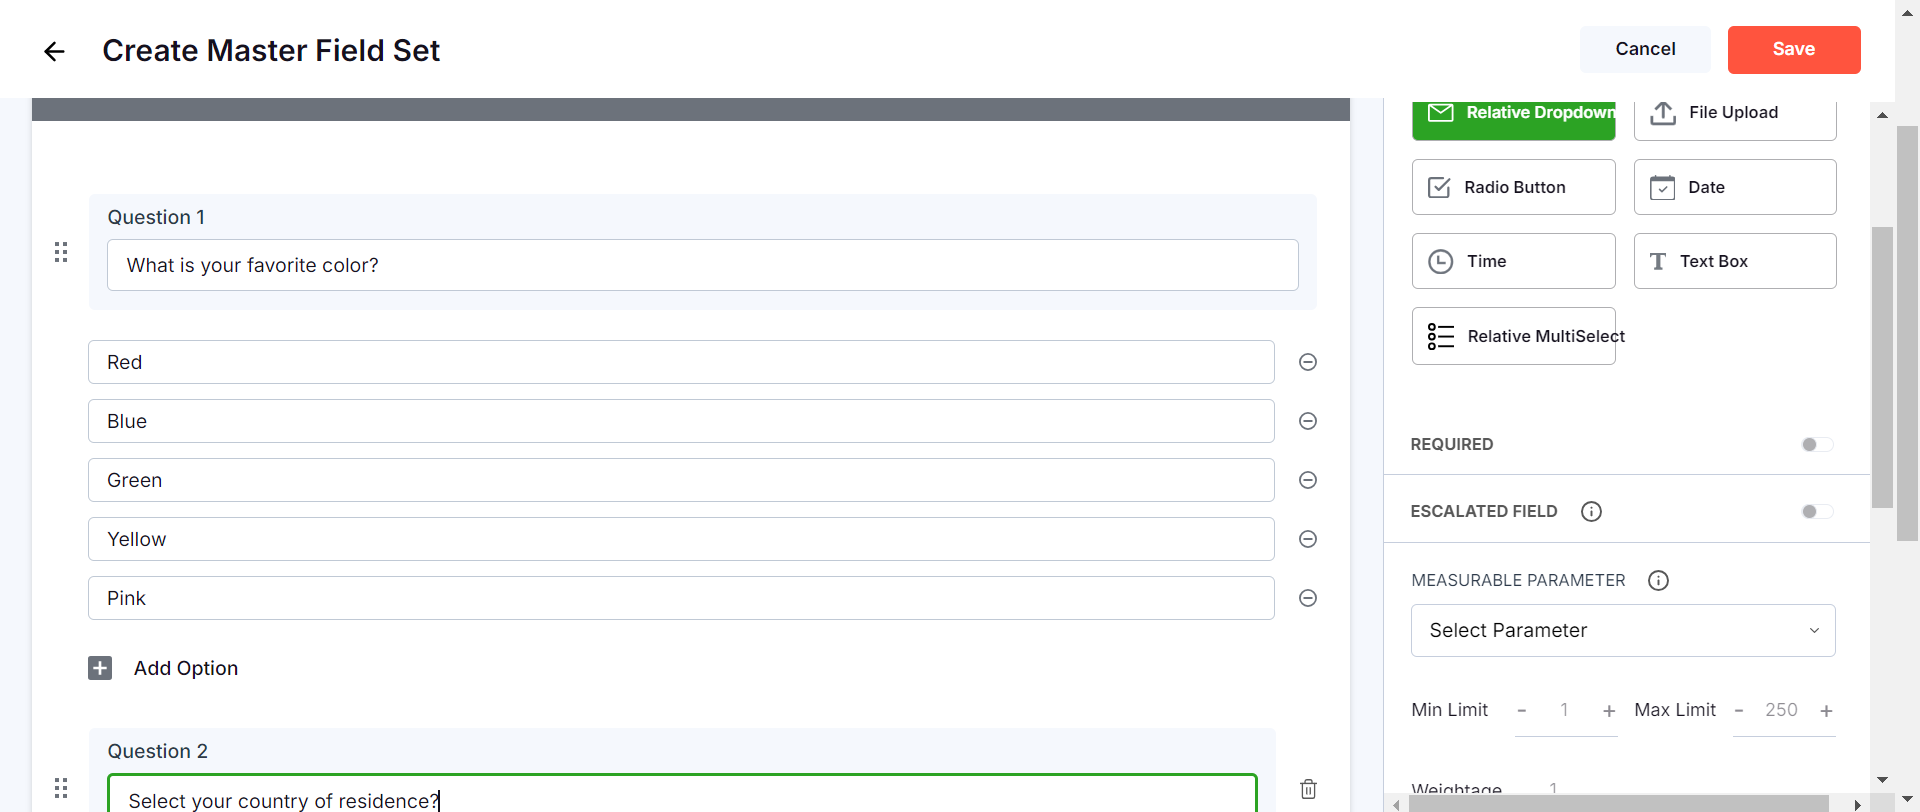 Create Master Field Set
Cancel
Save
Question 1
What is your favorite color?
Red
Blue
Green
Yellow
Pink
Add Option
Question 2
Select your country of residence?
Relative Dropdown
File Upload
Radio Button
Date
Time
Text Box
Relative MultiSelect
REQUIRED
ESCALATED FIELD
MEASURABLE PARAMETER
Select Parameter
Min Limit - 1 + Max Limit - 250 +
Weightage 1